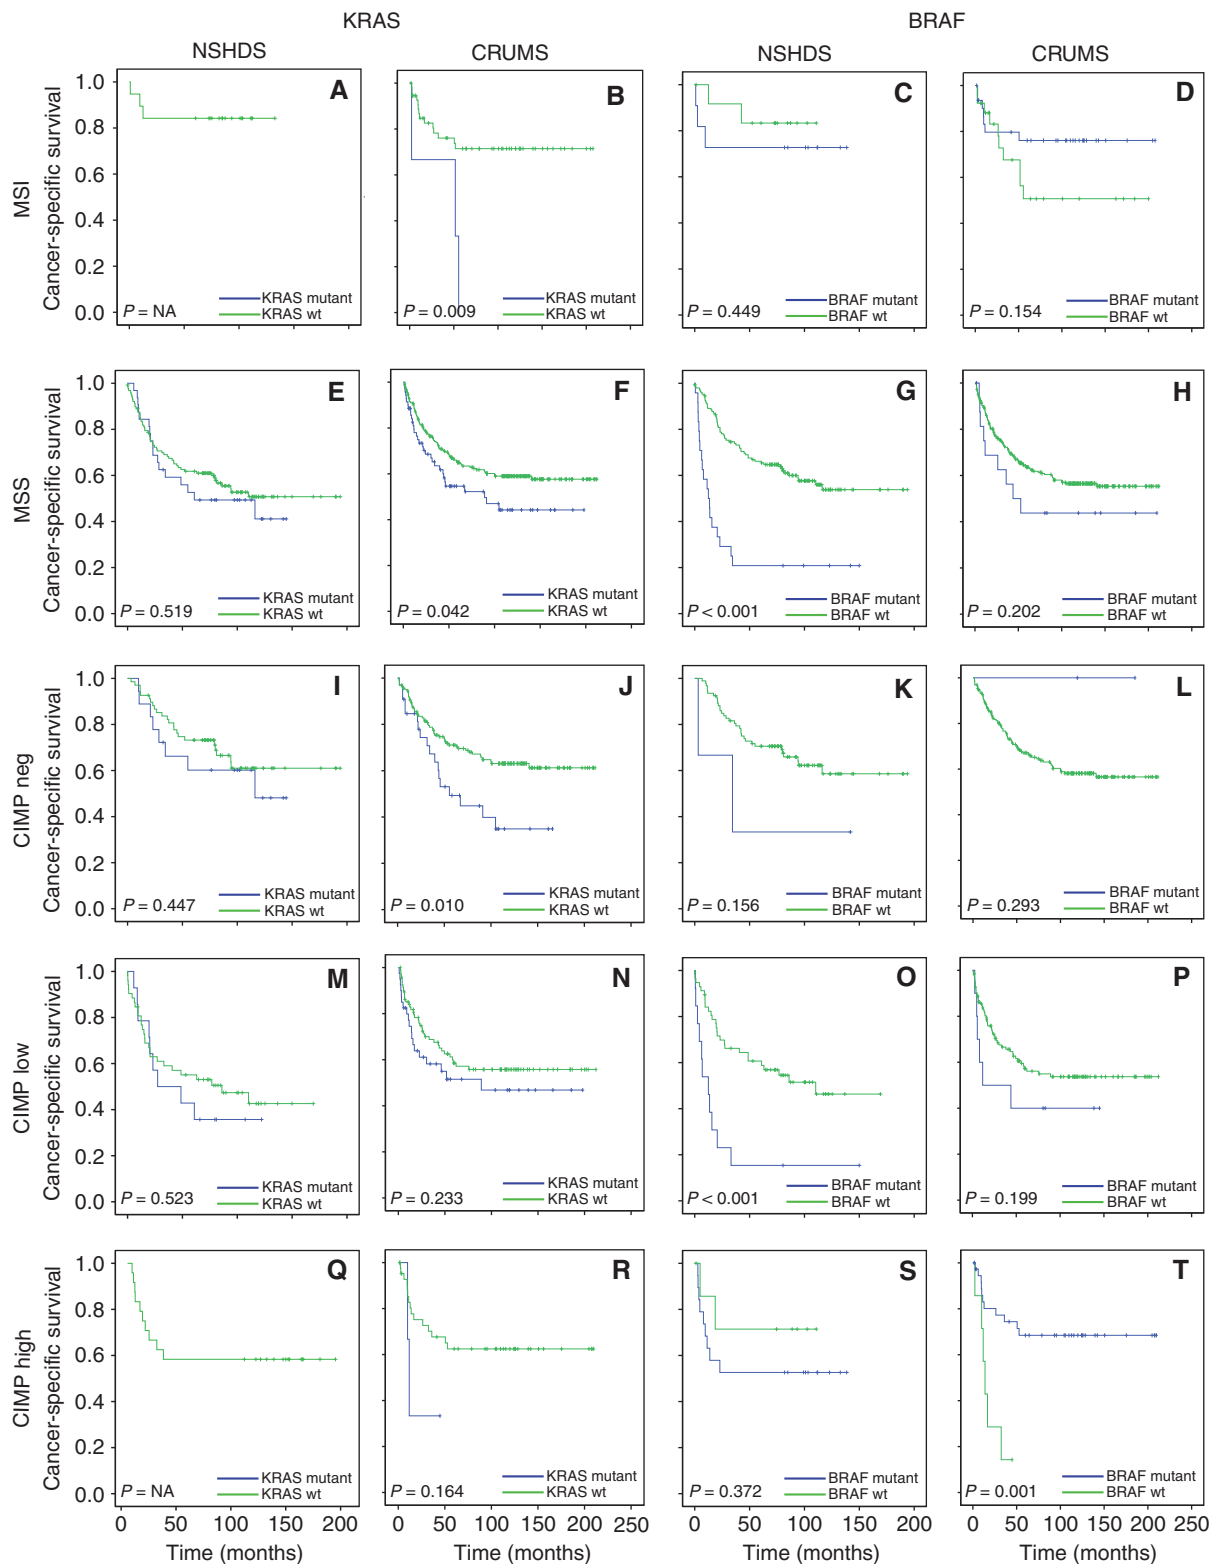 KRAS BRAF
NSHDS CRUMS NSHDS CRUMS
MSI
Cancer-specific survival
1.0
0.8
0.6
0.4
0.2
0.0
A
P = NA
KRAS mutant
KRAS wt
B
P = 0.009
KRAS mutant
KRAS wt
C
P = 0.449
BRAF mutant
BRAF wt
D
P = 0.154
BRAF mutant
BRAF wt
MSS
Cancer-specific survival
1.0
0.8
0.6
0.4
0.2
0.0
E
P = 0.519
KRAS mutant
KRAS wt
F
P = 0.042
KRAS mutant
KRAS wt
G
P < 0.001
BRAF mutant
BRAF wt
H
P = 0.202
BRAF mutant
BRAF wt
CIMP neg
Cancer-specific survival
1.0
0.8
0.6
0.4
0.2
0.0
I
P = 0.447
KRAS mutant
KRAS wt
J
P = 0.010
KRAS mutant
KRAS wt
K
P = 0.156
BRAF mutant
BRAF wt
L
P = 0.293
BRAF mutant
BRAF wt
CIMP low
Cancer-specific survival
1.0
0.8
0.6
0.4
0.2
0.0
M
P = 0.523
KRAS mutant
KRAS wt
N
P = 0.233
KRAS mutant
KRAS wt
O
P < 0.001
BRAF mutant
BRAF wt
P
P = 0.199
BRAF mutant
BRAF wt
CIMP high
Cancer-specific survival
1.0
0.8
0.6
0.4
0.2
0.0
Q
P = NA
KRAS mutant
KRAS wt
R
P = 0.164
KRAS mutant
KRAS wt
S
P = 0.372
BRAF mutant
BRAF wt
T
P = 0.001
BRAF mutant
BRAF wt
0 50 100 150 200 0 50 100 150 200 250 0 50 100 150 200 0 50 100 150 200 250
Time (months) Time (months) Time (months) Time (months)